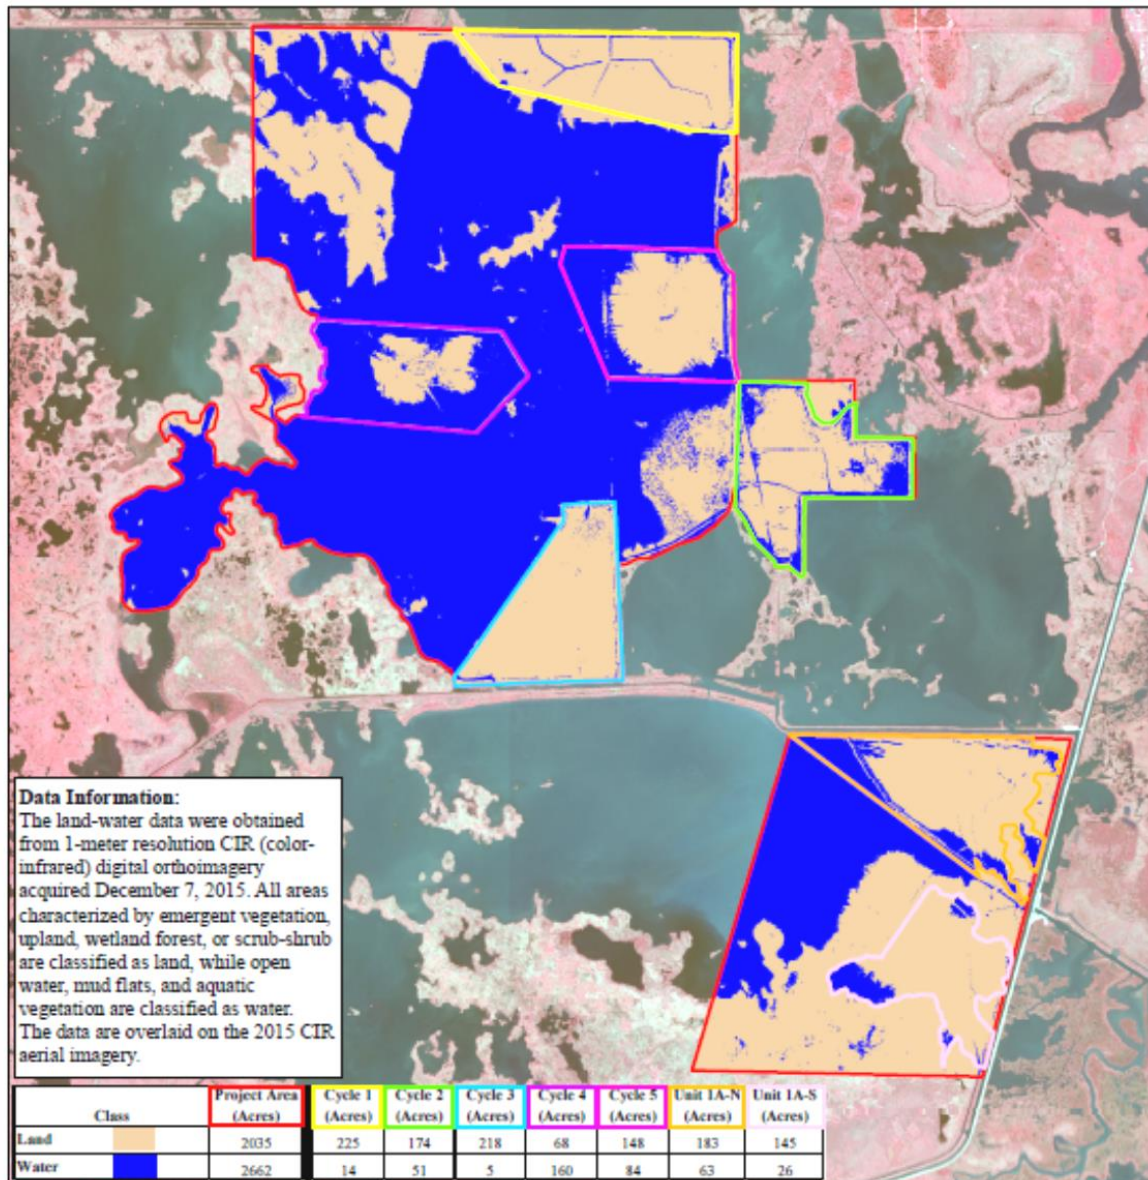 Data Information:
The land-water data were obtained
from 1-meter resolution CIR (color-
infrared) digital orthoimagery
acquired December 7, 2015. All areas
characterized by emergent vegetation,
upland, wetland forest, or scrub-shrub
are classified as land, while open
water, mud flats, and aquatic
vegetation are classified as water.
The data are overlaid on the 2015 CIR
aerial imagery.
Class Project Area (Acres) Cycle 1 (Acres) Cycle 2 (Acres) Cycle 3 (Acres) Cycle 4 (Acres) Cycle 5 (Acres) Unit 1A-N (Acres) Unit 1A-S (Acres)
Land 2035 225 174 218 68 148 183 145
Water 2662 14 51 5 160 84 63 26